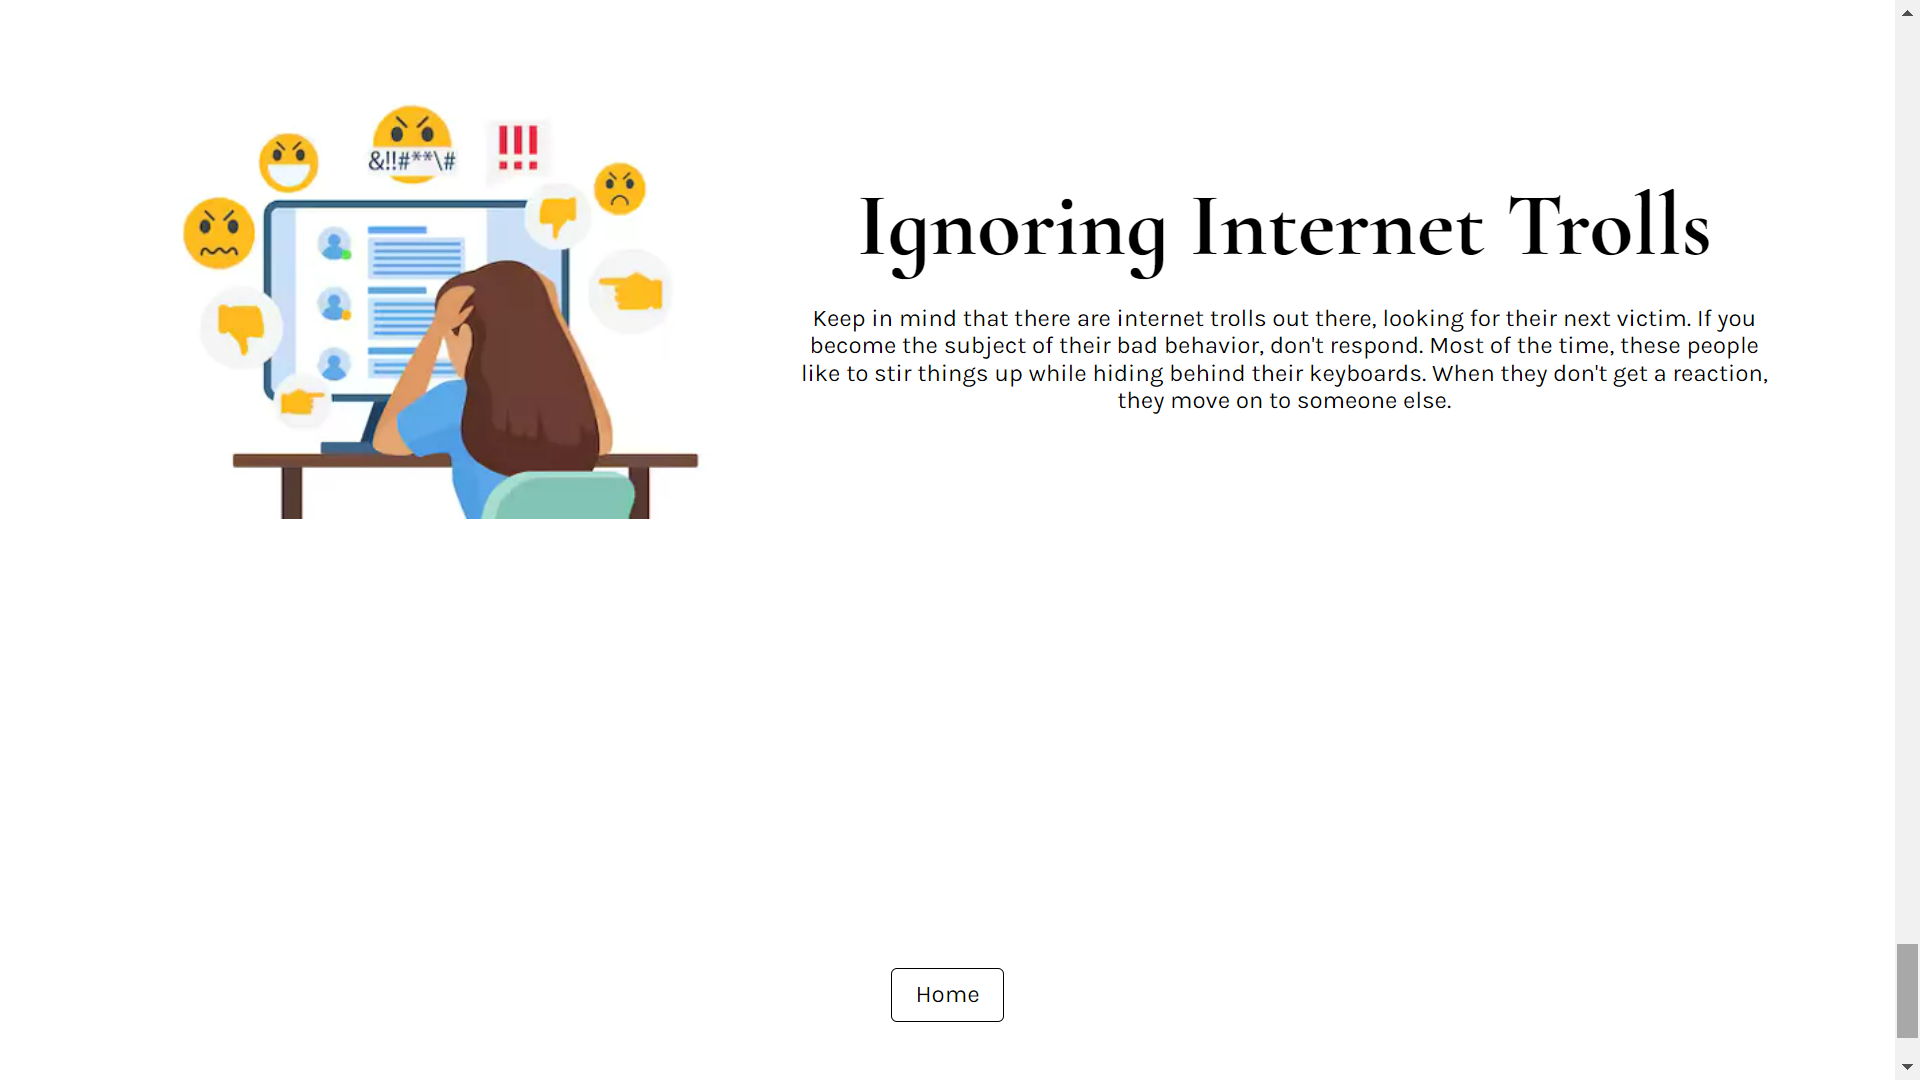 &!!#**\#
!!!
Ignoring Internet Trolls
Keep in mind that there are internet trolls out there, looking for their next victim. If you
become the subject of their bad behavior, don't respond. Most of the time, these people
like to stir things up while hiding behind their keyboards. When they don't get a reaction,
they move on to someone else.
Home